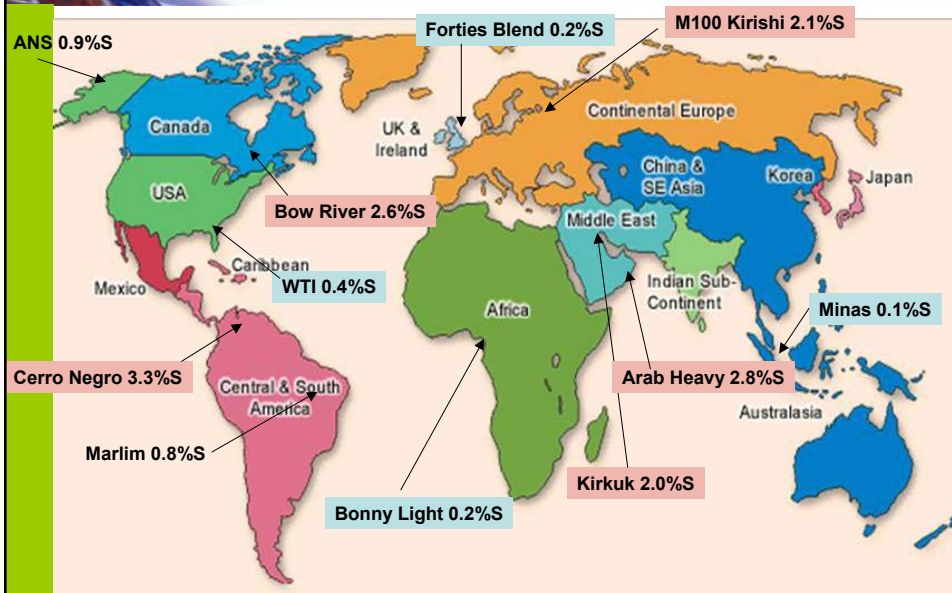 ANS 0.9%S
Forties Blend 0.2%S
M100 Kirishi 2.1%S
Canada
UK &
Ireland
Continental Europe
China &
SE Asia
Korea
Japan
USA
Bow River 2.6%S
Middle East
Mexico
Caribbean
WTI 0.4%S
Africa
Indian Sub-
Continent
Minas 0.1%S
Cerro Negro 3.3%S
Central & South
America
Arab Heavy 2.8%S
Australasia
Marlim 0.8%S
Kirkuk 2.0%S
Bonny Light 0.2%S